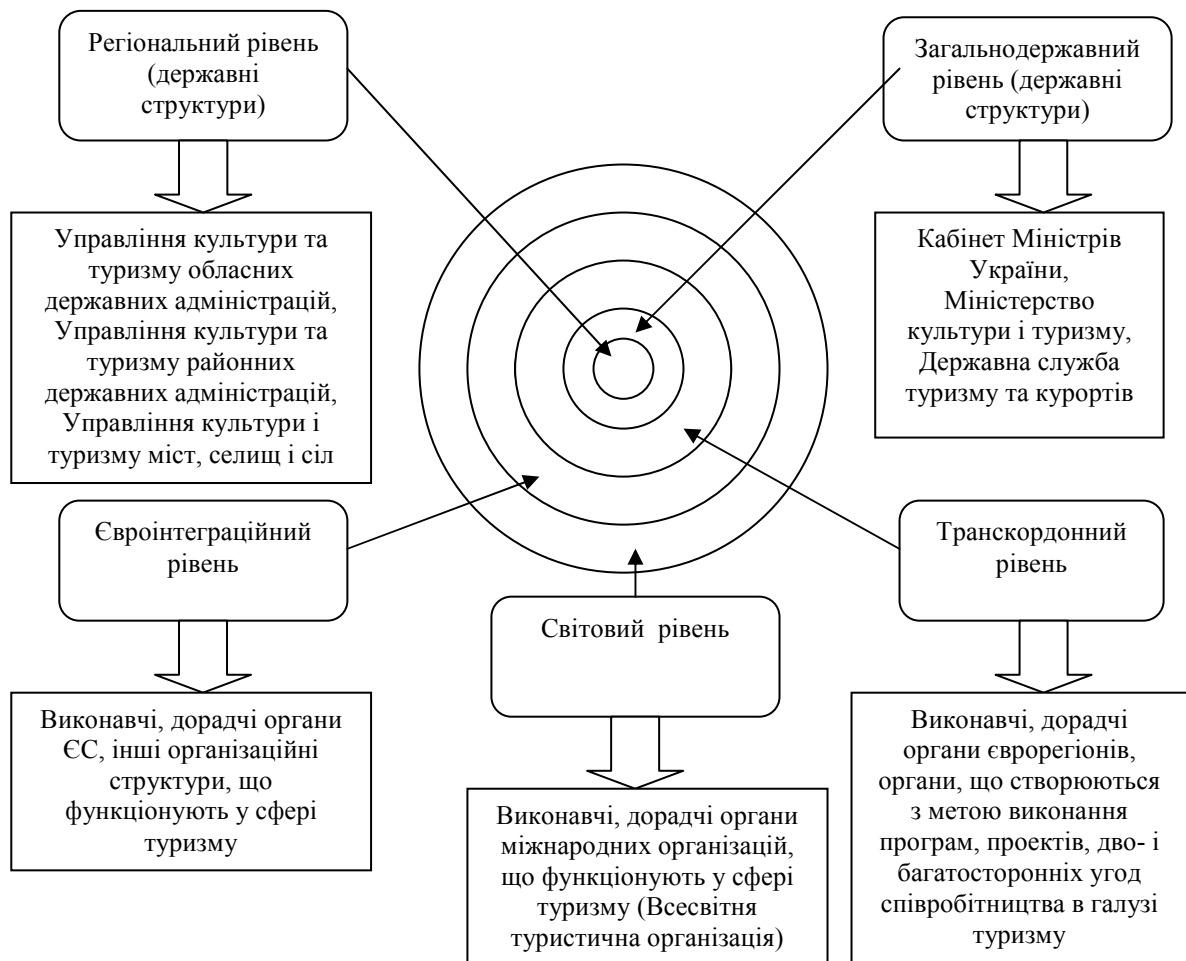 Регіональний рівень
(державні
структури)
Загальнодержавний
рівень (державні
структури)
Управління культури та
туризму обласних
державних адміністрацій,
Управління культури та
туризму районних
державних адміністрацій,
Управління культури і
туризму міст, селищ і сіл
Кабінет Міністрів
України,
Міністерство
культури і туризму,
Державна служба
туризму та курортів
Євроінтеграційний
рівень
Світовий рівень
Транскордонний
рівень
Виконавчі, дорадчі органи
ЄС, інші організаційні
структури, що
функціонують у сфері
туризму
Виконавчі, дорадчі органи
міжнародних організацій,
що функціонують у сфері
туризму (Всесвітня
туристична організація)
Виконавчі, дорадчі
органи єврорегіонів,
органи, що створюються
з метою виконання
програм, проектів, дво- і
багатосторонніх угод
співробітництва в галузі
туризму